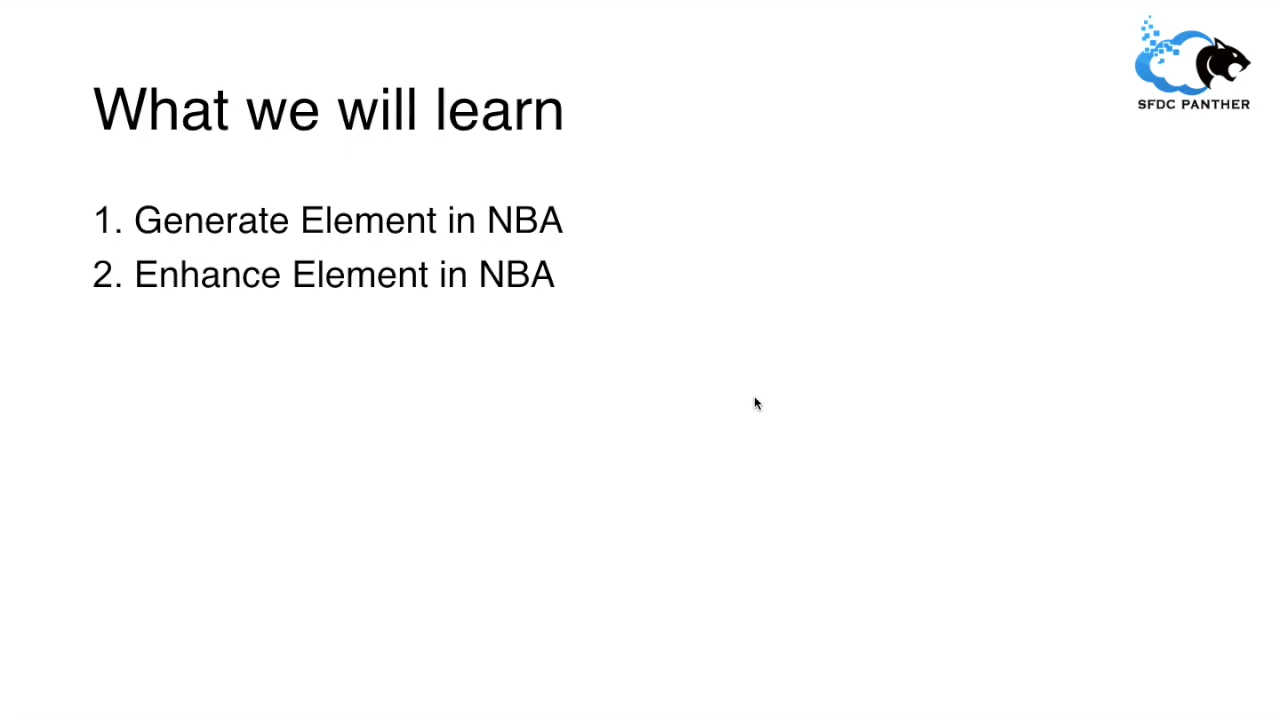 SFDC PANTHER
What we will learn
1. Generate Element in NBA
2. Enhance Element in NBA